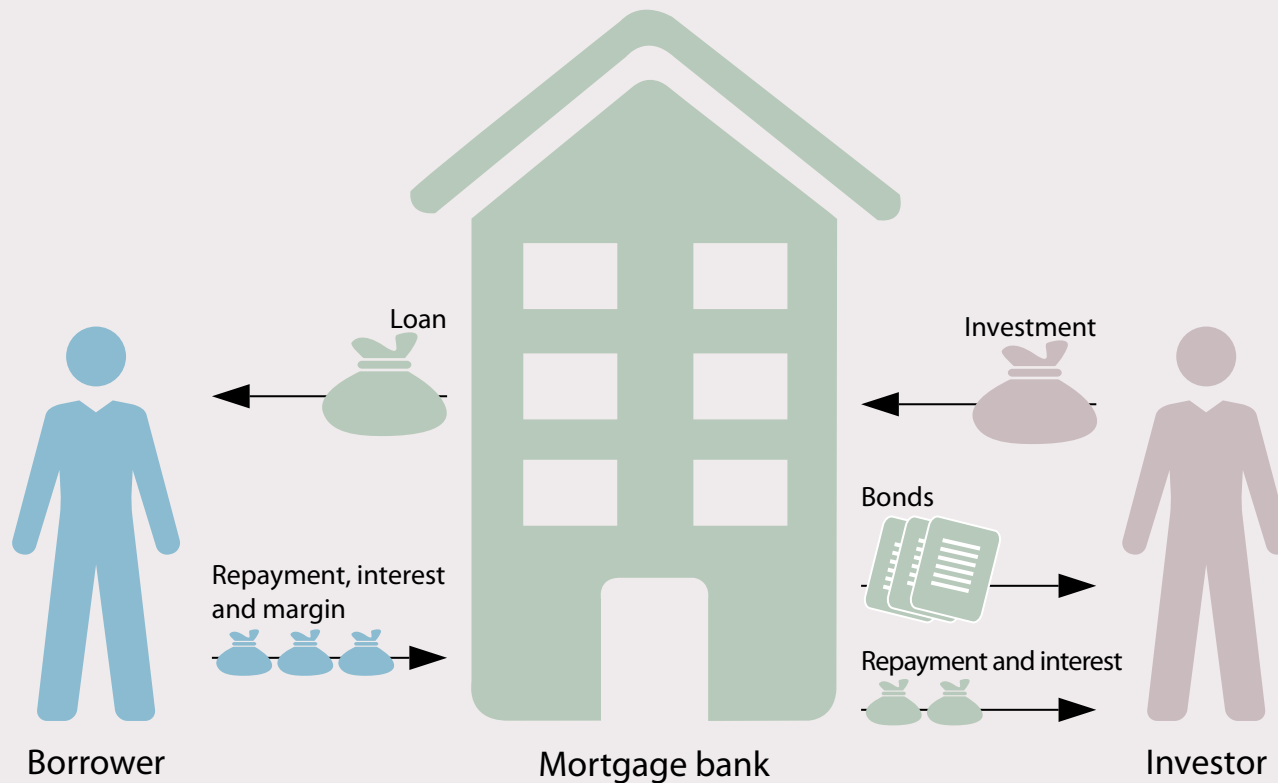 Loan
Investment
Bonds
Repayment, interest
and margin
Repayment and interest
Borrower
Mortgage bank
Investor